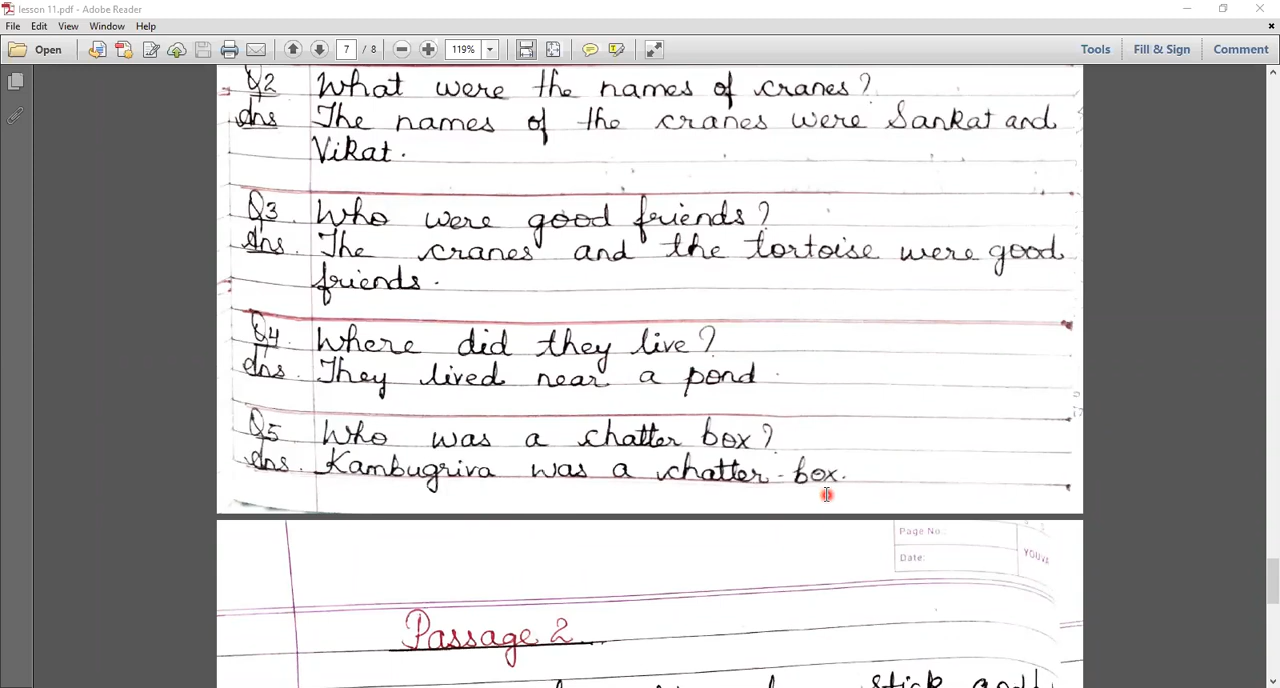 lesson 11.pdf - Adobe Reader
File Edit View Window Help
Open 7 / 8 119% Tools Fill & Sign Comment
Q2 What were the names of cranes?
Ans The names of the cranes were Sankat and
Vikat.
Q3. Who were good friends?
Ans. The cranes and the tortoise were good
friends.
Q4. Where did they live?
Ans. They lived near a pond
Q5 Who was a chatter box?
Ans. Kambugriva was a chatter-box.
Page No.:
Date:
YOUVA
Passage 2
stick and